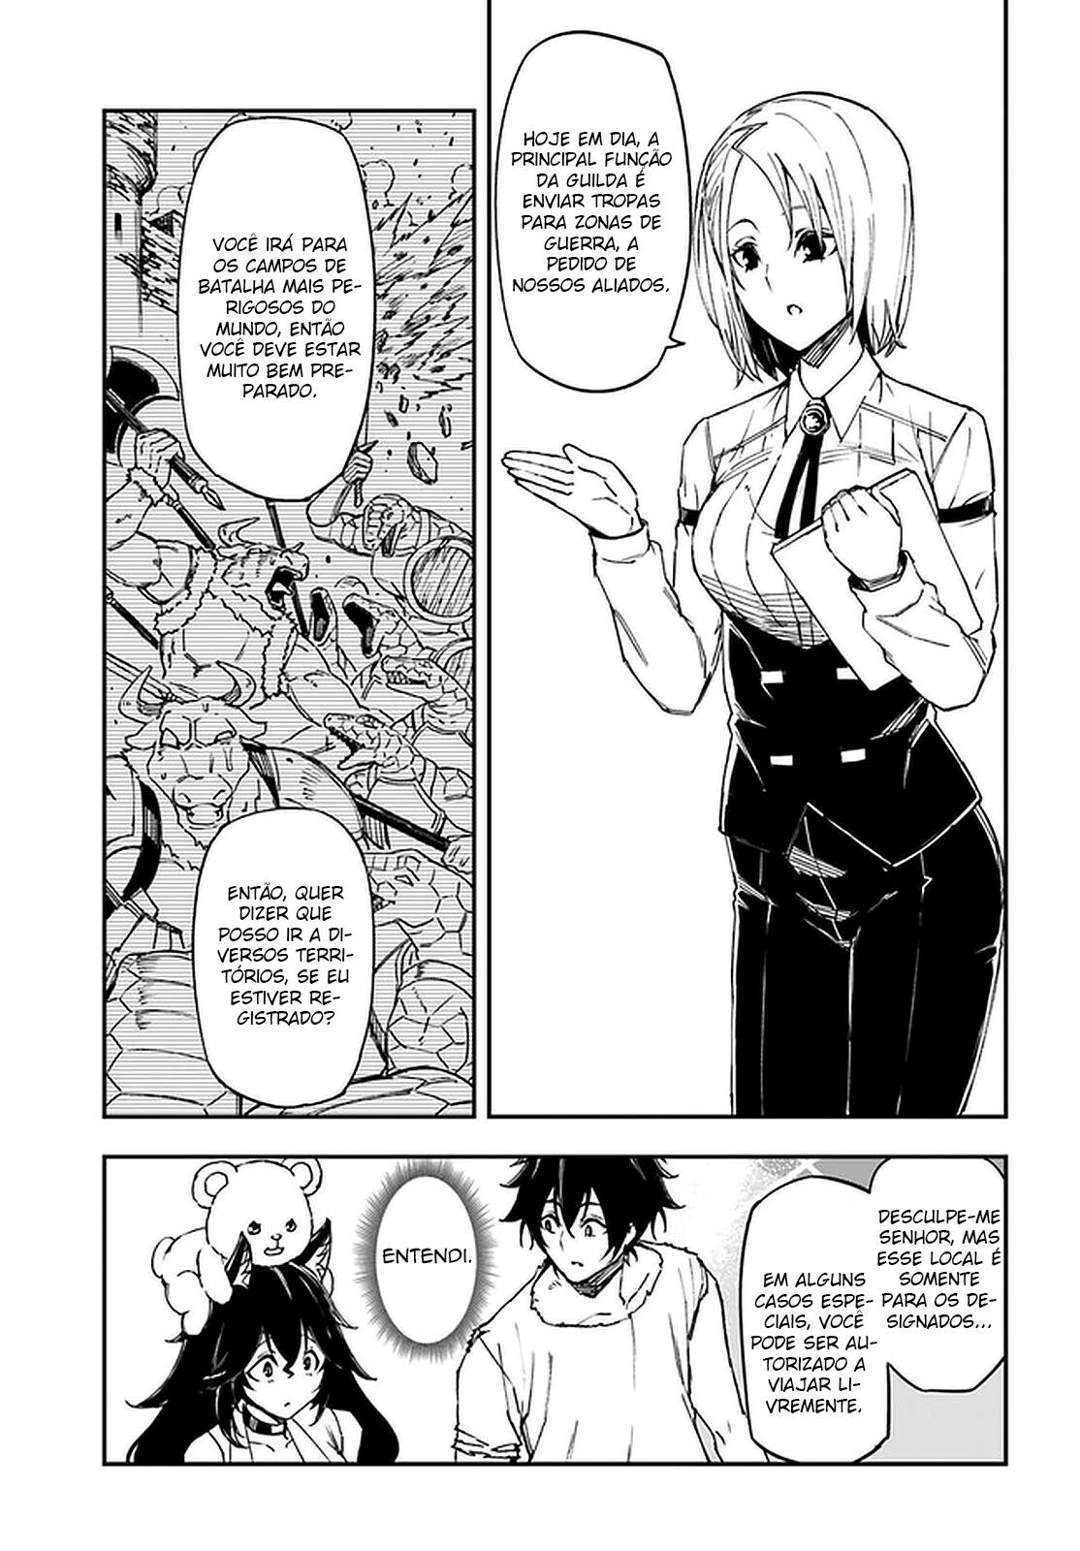 HOJE EM DIA, A
PRINCIPAL FUNÇÃO
DA GUILDA É
ENVIAR TROPAS
PARA ZONAS DE
GUERRA, A
PEDIDO DE
NOSSOS ALIADOS.
VOCÊ IRÁ PARA
OS CAMPOS DE
BATALHA MAIS PE-
RIGOSOS DO
MUNDO, ENTÃO
VOCÊ DEVE ESTAR
MUITO BEM PRE-
PARADO.
ENTÃO, QUER
DIZER QUE
POSSO IR A DI-
VERSOS TERRI-
TÓRIOS, SE EU
ESTIVER RE-
GISTRADO?
DESCULPE-ME
SENHOR, MAS
ESSE LOCAL É
SOMENTE
PARA OS DE-
SIGNADOS...
EM ALGUNS
CASOS ESPE-
CIAIS, VOCÊ
PODE SER AU-
TORIZADO A
VIAJAR LI-
VREMENTE.
ENTENDI.